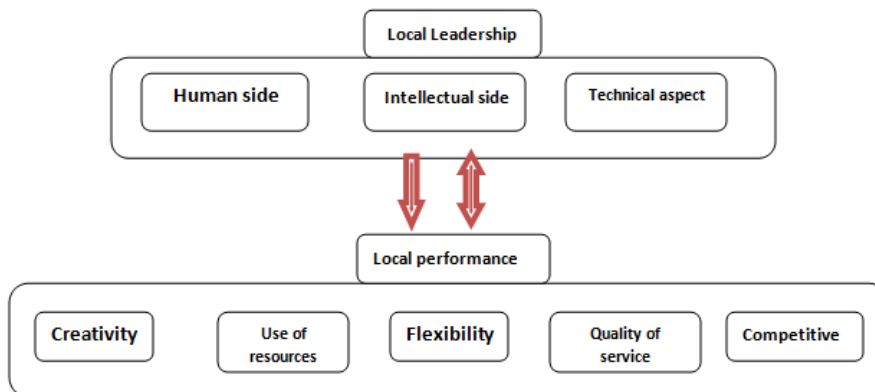 Local Leadership
Human side
Intellectual side
Technical aspect
Local performance
Creativity
Use of
resources
Flexibility
Quality of
service
Competitive